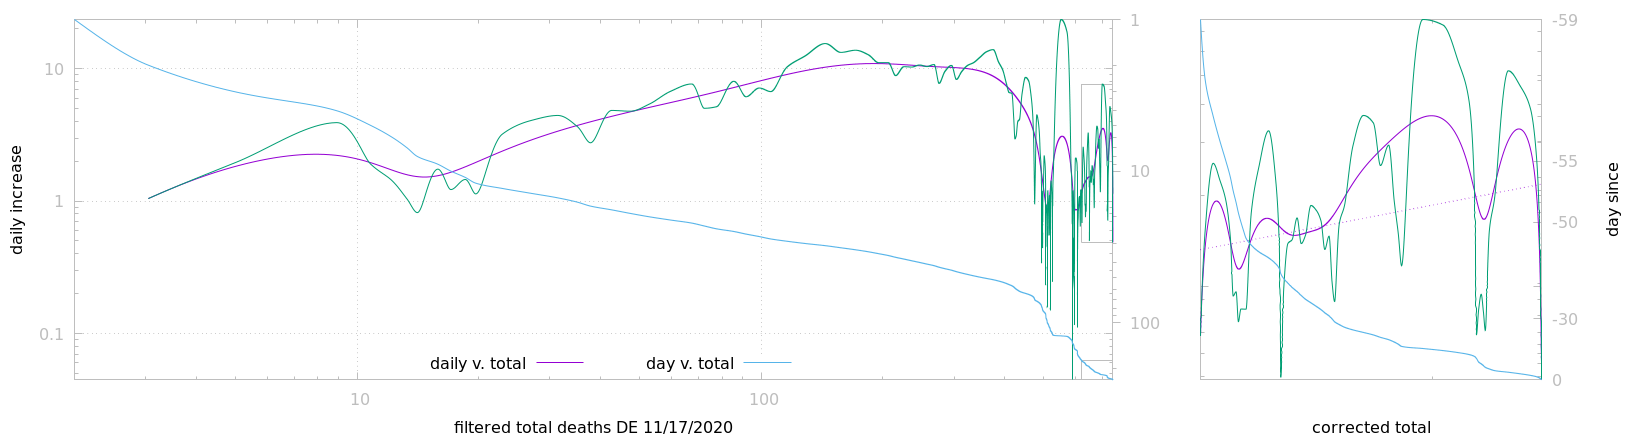 daily increase
10
1
0.1
10
100
1
10
100
daily v. total
day v. total
filtered total deaths DE 11/17/2020
-59
-55
-50
-30
0
day since
corrected total